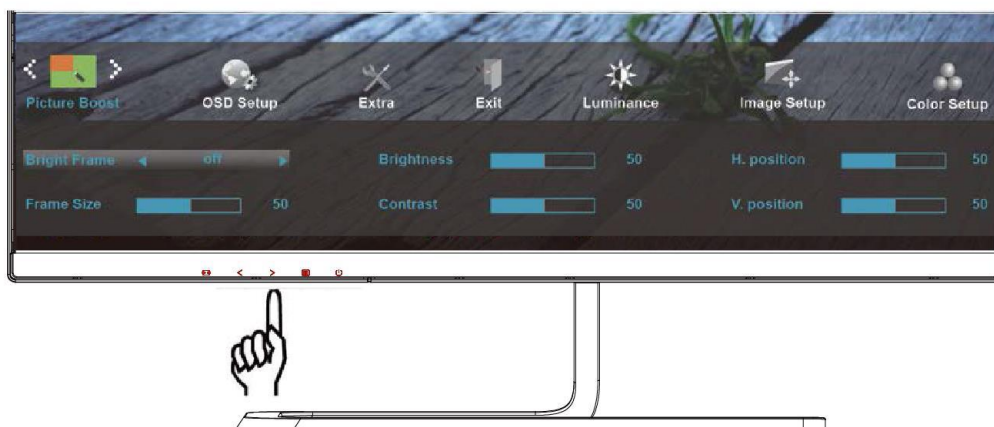 Picture Boost OSD Setup Extra Exit Luminance Image Setup Color Setup
Bright Frame off Brightness 50 H. position 50
Frame Size 50 Contrast 50 V. position 50